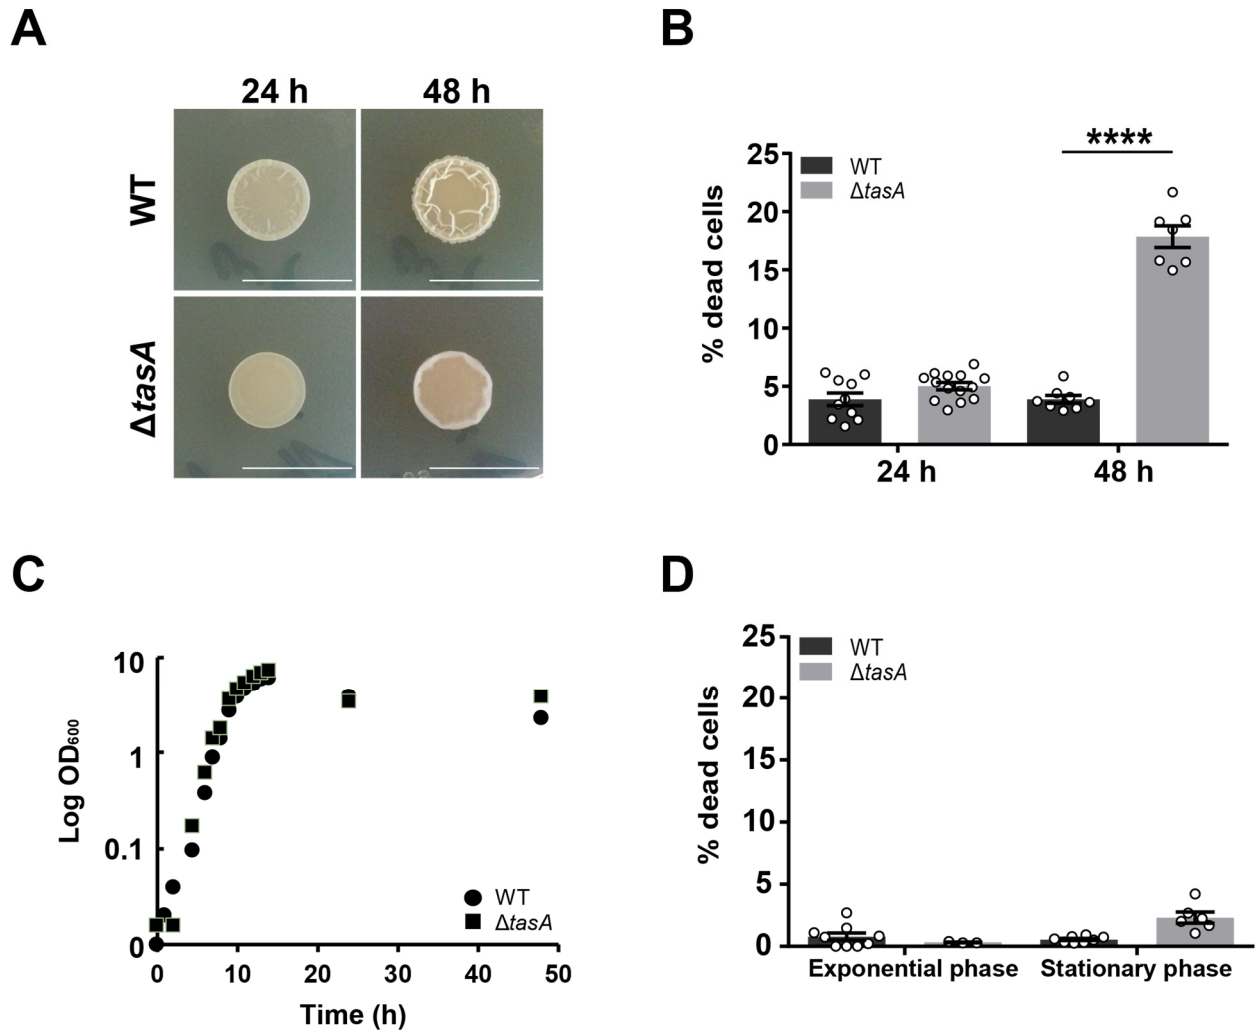 A
24 h
48 h
WT
ΔtasA
B
****
% dead cells
25
20
15
10
5
0
WT
ΔtasA
24 h
48 h
C
Log OD600
10
1
0.1
0
WT
ΔtasA
0
10
20
30
40
50
Time (h)
D
% dead cells
25
20
15
10
5
0
WT
ΔtasA
Exponential phase
Stationary phase